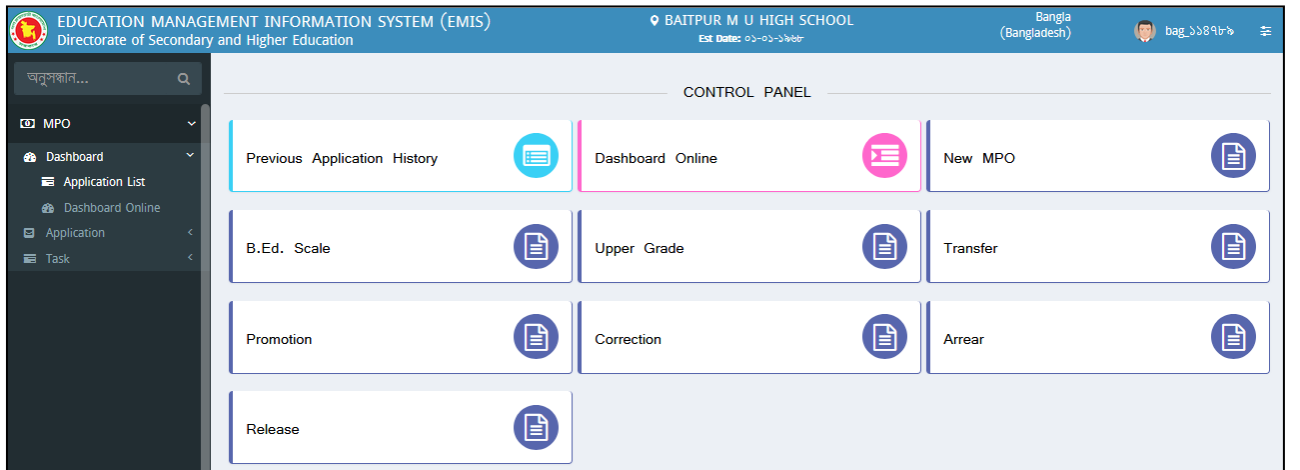 EDUCATION MANAGEMENT INFORMATION SYSTEM (EMIS)
Directorate of Secondary and Higher Education
BAITPUR M U HIGH SCHOOL
Est Date: ০১-০১-১৯৬৮
Bangla
(Bangladesh)
bag_১১৪৭৮৯
অনুসন্ধান...
MPO
Dashboard
Application List
Dashboard Online
Application
Task
CONTROL PANEL
Previous Application History
Dashboard Online
New MPO
B.Ed. Scale
Upper Grade
Transfer
Promotion
Correction
Arrear
Release